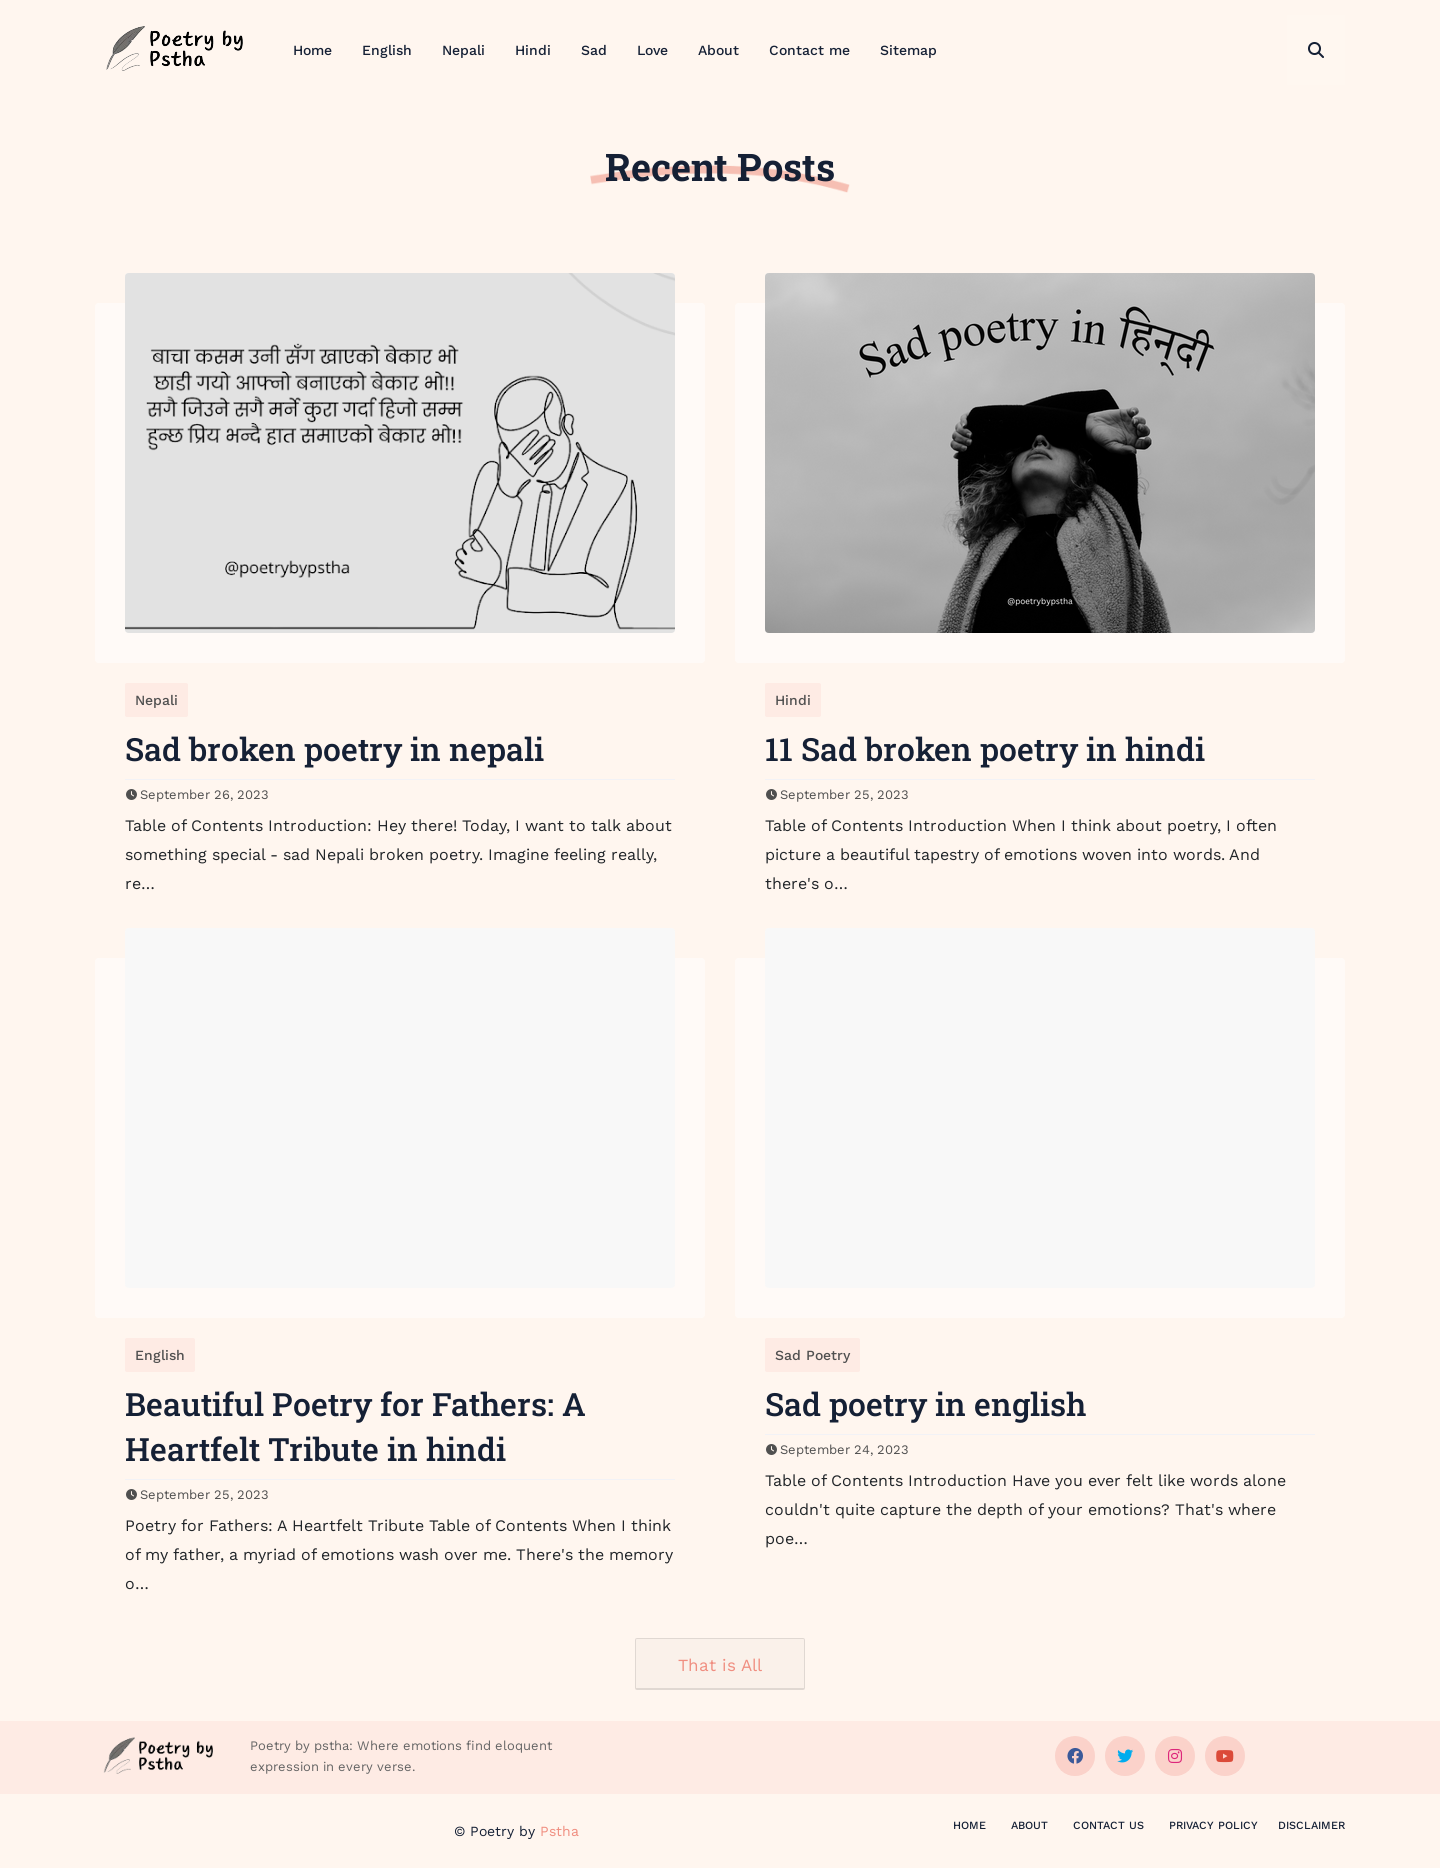 Poetry by
Pstha
Home
English
Nepali
Hindi
Sad
Love
About
Contact me
Sitemap
Recent Posts
बाचा कसम उनी सँग खाएको बेकार भो
छाडी गयो आफ्नो बनाएको बेकार भो!!
सगै जिउने सगै मर्ने कुरा गर्दा हिजो सम्म
हुन्छ प्रिय भन्दै हात समाएको बेकार भो!!
@poetrybypstha
Sad poetry in हिन्दी
@poetrybypstha
Nepali
Sad broken poetry in nepali
September 26, 2023
Table of Contents Introduction: Hey there! Today, I want to talk about
something special - sad Nepali broken poetry. Imagine feeling really,
re...
Hindi
11 Sad broken poetry in hindi
September 25, 2023
Table of Contents Introduction When I think about poetry, I often
picture a beautiful tapestry of emotions woven into words. And
there's o...
English
Beautiful Poetry for Fathers: A
Heartfelt Tribute in hindi
September 25, 2023
Poetry for Fathers: A Heartfelt Tribute Table of Contents When I think
of my father, a myriad of emotions wash over me. There's the memory
o...
Sad Poetry
Sad poetry in english
September 24, 2023
Table of Contents Introduction Have you ever felt like words alone
couldn't quite capture the depth of your emotions? That's where
poe...
That is All
Poetry by
Pstha
Poetry by pstha: Where emotions find eloquent
expression in every verse.
© Poetry by Pstha
HOME
ABOUT
CONTACT US
PRIVACY POLICY
DISCLAIMER